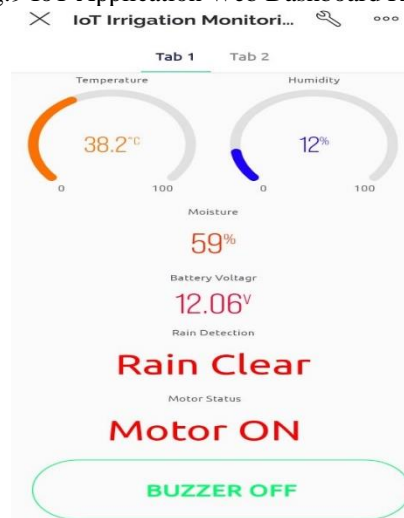 IoT Irrigation Monitori...
Tab 1 Tab 2
Temperature Humidity
38.2°C 12%
0 100 0 100
Moisture
59%
Battery Voltagr
12.06V
Rain Detection
Rain Clear
Motor Status
Motor ON
BUZZER OFF